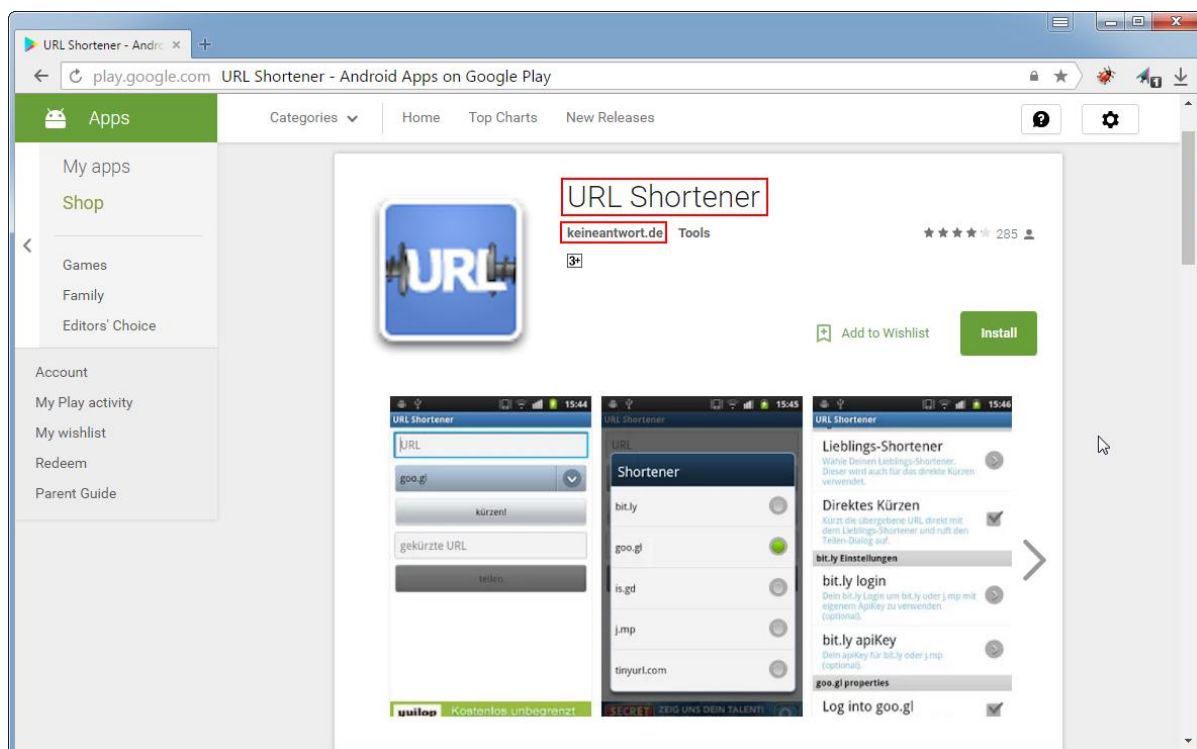 URL Shortener - Andro
play.google.com URL Shortener - Android Apps on Google Play
1
Apps
Categories
Home
Top Charts
New Releases
My apps
Shop
Games
Family
Editors' Choice
Account
My Play activity
My wishlist
Redeem
Parent Guide
URL
URL Shortener
keineantwort.de Tools
285
3+
Add to Wishlist
Install
15:44
URL Shortener
URL
goo.gl
kürzen!
gekürzte URL
teilen
yuilop Kostenlos unbegrenzt
15:45
URL Shortener
URL
Shortener
bit.ly
goo.gl
is.gd
j.mp
tinyurl.com
SECRET ZEIG UNS DEIN TALENT!
15:46
URL Shortener
Lieblings-Shortener
Wähle Deinen Lieblings-Shortener.
Dieser wird auch für das direkte Kürzen
verwendet.
Direktes Kürzen
Kürzt die übergebene URL direkt mit
dem Lieblings-Shortener und ruft den
Teilen-Dialog auf.
bit.ly Einstellungen
bit.ly login
Dein bit.ly Login um bit.ly oder j.mp mit
eigenem ApiKey zu verwenden
(optional).
bit.ly apiKey
Dein apiKey für bit.ly oder j.mp
(optional).
goo.gl properties
Log into goo.gl